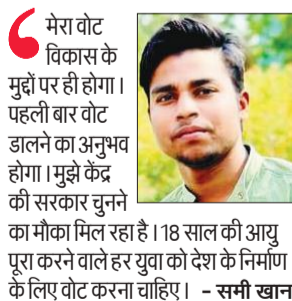 मेरा वोट
विकास के
मुद्दों पर ही होगा।
पहली बार वोट
डालने का अनुभव
होगा। मुझे केंद्र
की सरकार चुनने
का मौका मिल रहा है। 18 साल की आयु
पूरा करने वाले हर युवा को देश के निर्माण
के लिए वोट करना चाहिए। - समी खान